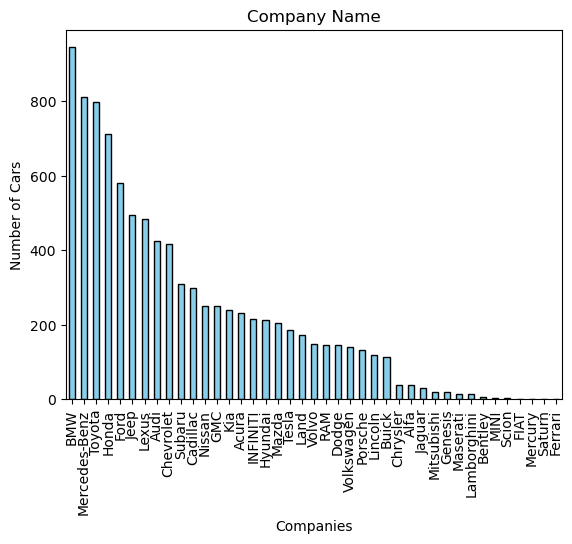 Company Name
Number of Cars
800
600
400
200
0
BMW
Mercedes-Benz
Toyota
Honda
Ford
Jeep
Lexus
Audi
Chevrolet
Subaru
Cadillac
Nissan
GMC
Kia
Acura
INFINITI
Hyundai
Mazda
Tesla
Land
Volvo
RAM
Dodge
Volkswagen
Porsche
Lincoln
Buick
Chrysler
Alfa
Jaguar
Mitsubishi
Genesis
Maserati
Lamborghini
Bentley
MINI
Scion
FIAT
Mercury
Saturn
Ferrari
Companies